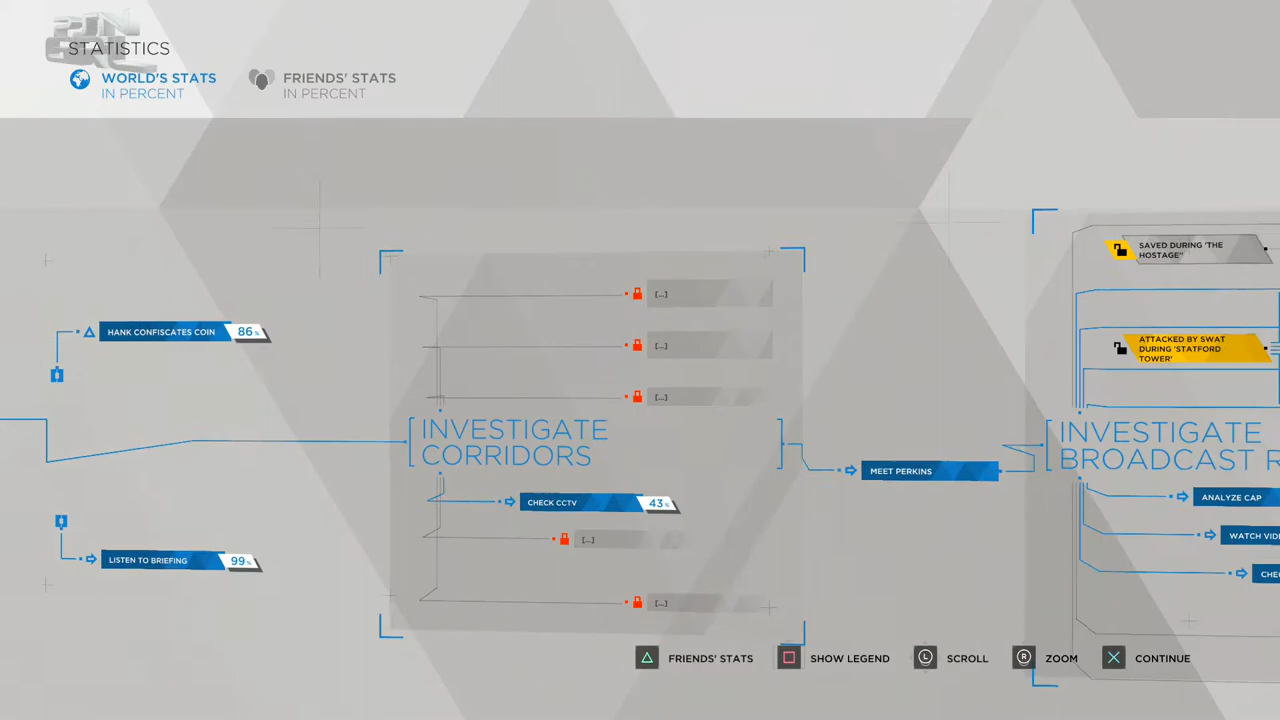 STATISTICS
WORLD'S STATS
IN PERCENT
FRIENDS' STATS
IN PERCENT
SAVED DURING 'THE
HOSTAGE"
[...]
HANK CONFISCATES COIN 86%
[...]
ATTACKED BY SWAT
DURING 'STATFORD
TOWER'
[...]
INVESTIGATE
CORRIDORS
INVESTIGATE
BROADCAST R
MEET PERKINS
CHECK CCTV 43%
ANALYZE CAP
[...]
WATCH VID
LISTEN TO BRIEFING 99%
CHE
[...]
FRIENDS' STATS
SHOW LEGEND
L SCROLL
R ZOOM
CONTINUE